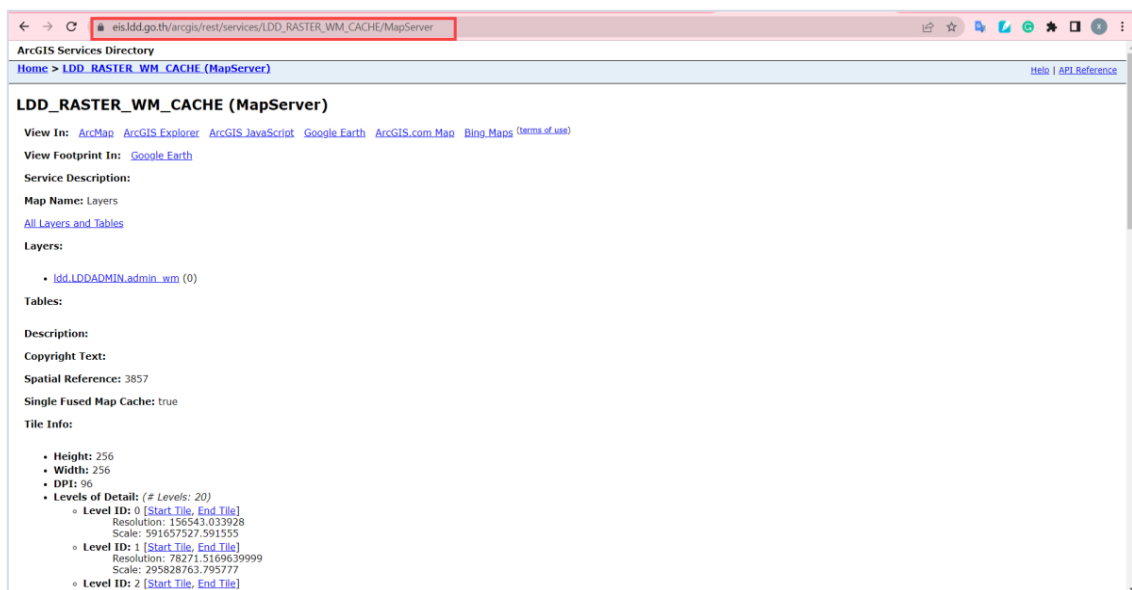 eis.ldd.go.th/arcgis/rest/services/LDD_RASTER_WM_CACHE/MapServer
ArcGIS Services Directory
Home > LDD_RASTER_WM_CACHE (MapServer)
Help | API Reference
LDD_RASTER_WM_CACHE (MapServer)
View In: ArcMap ArcGIS Explorer ArcGIS JavaScript Google Earth ArcGIS.com Map Bing Maps (terms of use)
View Footprint In: Google Earth
Service Description:
Map Name: Layers
All Layers and Tables
Layers:
• ldd.LDDADMIN.admin_wm (0)
Tables:
Description:
Copyright Text:
Spatial Reference: 3857
Single Fused Map Cache: true
Tile Info:
• Height: 256
• Width: 256
• DPI: 96
• Levels of Detail: (# Levels: 20)
◦ Level ID: 0 [Start Tile, End Tile]
Resolution: 156543.033928
Scale: 591657527.591555
◦ Level ID: 1 [Start Tile, End Tile]
Resolution: 78271.5169639999
Scale: 295828763.795777
◦ Level ID: 2 [Start Tile, End Tile]